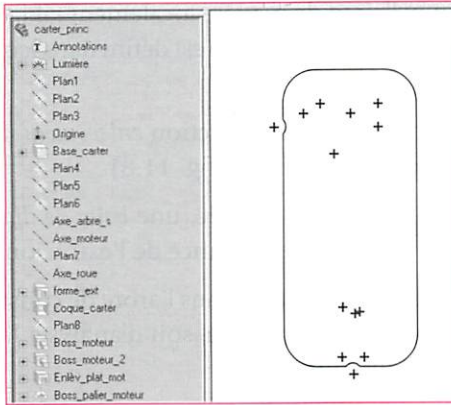 carter_princ
Annotations
Lumière
Plan1
Plan2
Plan3
Origine
Base_carter
Plan4
Plan5
Plan6
Axe_arbre_s
Axe_moteur
Plan7
Axe_roue
forme_ext
Coque_carter
Plan8
Boss_moteur
Boss_moteur_2
Enlèv_plat_mot
Boss_palier_moteur